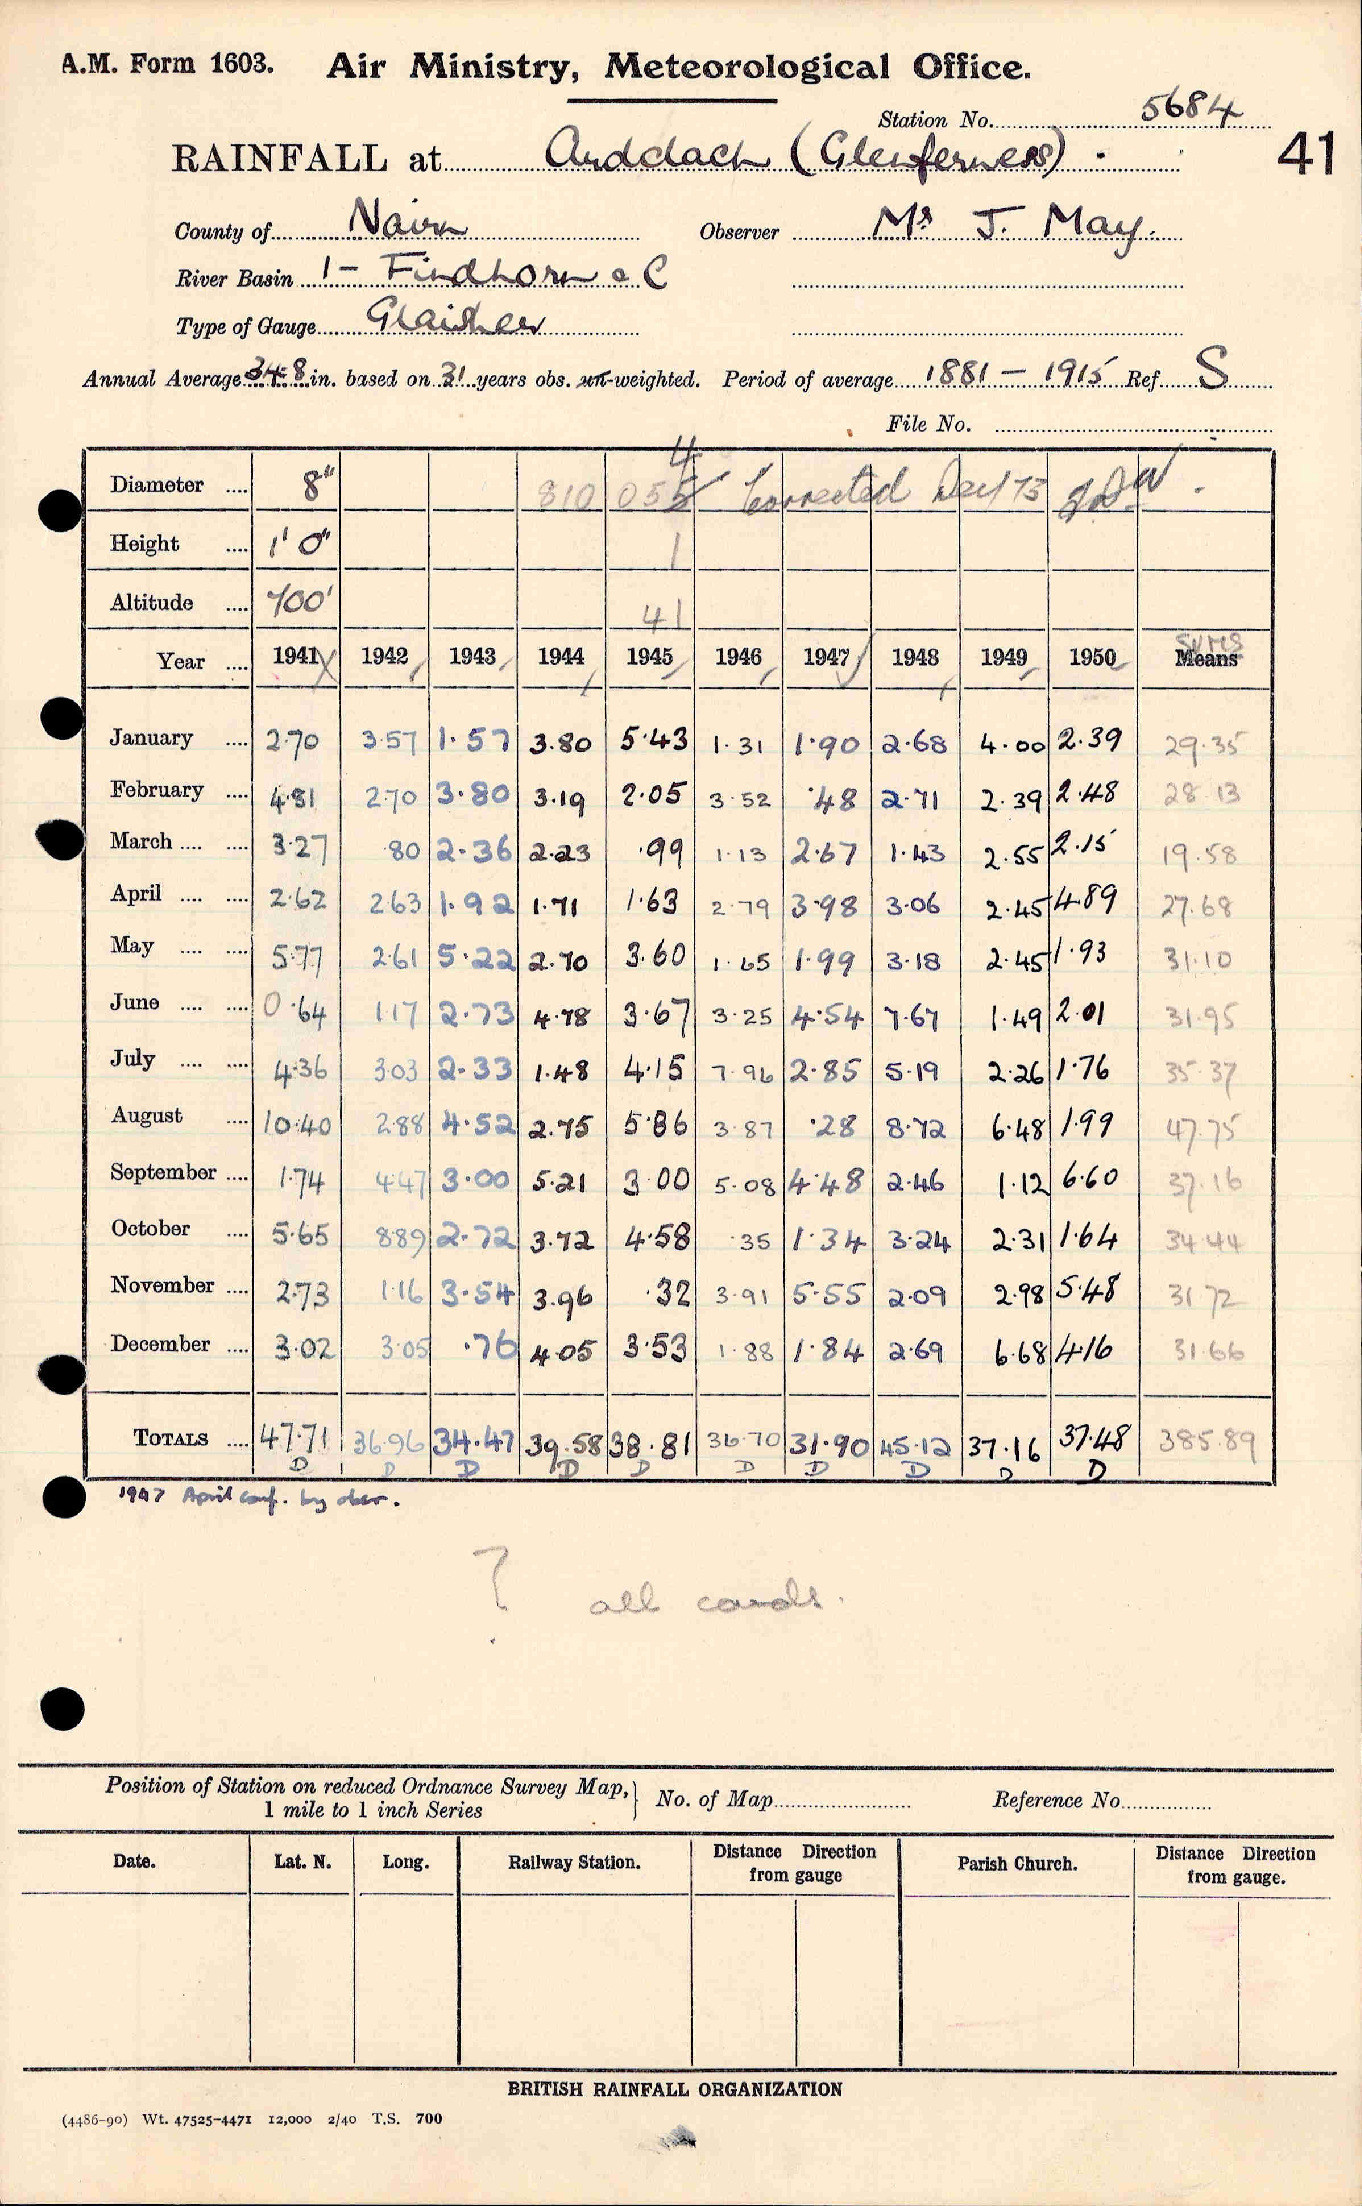 A.M. Form 1603. Air Ministry, Meteorological Office.
Station No. 5684
RAINFALL at Arddlach (Glenferness). 41
County of Nairn Observer Mr J. May.
River Basin 1 – Findhorn & C
Type of Gauge Glaisher
Annual Average 34.8 in. based on 31 years obs. un-weighted. Period of average 1881 – 1915 Ref. S
File No.
4
Diameter .... 8" 810 055 Corrected Dec/73
Height .... 1' 0" 1
Altitude .... 700' 41
SUMS
Year .... 1941 1942 1943 1944 1945 1946 1947 1948 1949 1950 Means
January .... 2.70 3.57 1.57 3.80 5.43 1.31 1.90 2.68 4.00 2.39 29.35
February .... 4.81 2.70 3.80 3.19 2.05 3.52 .48 2.71 2.39 2.48 28.13
March .... .... 3.27 .80 2.36 2.23 .99 1.13 2.67 1.43 2.55 2.15 19.58
April .... .... 2.62 2.63 1.92 1.71 1.63 2.79 3.98 3.06 2.45 4.89 27.68
May .... .... 5.77 2.61 5.22 2.70 3.60 1.65 1.99 3.18 2.45 1.93 31.10
June .... .... 0.64 1.17 2.73 4.78 3.67 3.25 4.54 7.67 1.49 2.01 31.95
July .... .... 4.36 3.03 2.33 1.48 4.15 7.96 2.85 5.19 2.26 1.76 35.37
August .... 10.40 2.88 4.52 2.75 5.86 3.87 .28 8.72 6.48 1.99 47.75
September .... 1.74 4.47 3.00 5.21 3.00 5.08 4.48 2.46 1.12 6.60 37.16
October .... 5.65 8.89 2.72 3.72 4.58 .35 1.34 3.24 2.31 1.64 34.44
November .... 2.73 1.16 3.54 3.96 .32 3.91 5.55 2.09 2.98 5.48 31.72
December .... 3.02 3.05 .76 4.05 3.53 1.88 1.84 2.69 6.68 4.16 31.66
TOTALS .... 47.71 36.96 34.47 39.58 38.81 36.70 31.90 45.12 37.16 37.48 385.89
D D D D D D D D D D
1947 April conf. by obsr.
? all cards.
Position of Station on reduced Ordnance Survey Map, 1 mile to 1 inch Series } No. of Map Reference No.
Date. Lat. N. Long. Railway Station. Distance Direction from gauge Parish Church. Distance Direction from gauge.
BRITISH RAINFALL ORGANIZATION
(4486–90) Wt. 47525–4471 12,000 2/40 T.S. 700